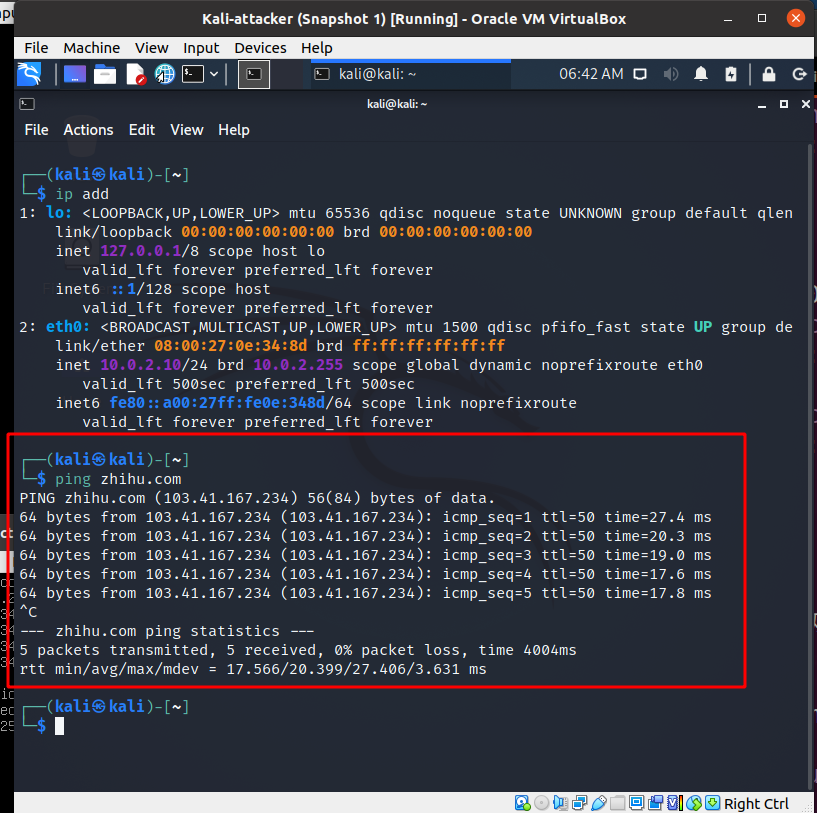 Kali-attacker (Snapshot 1) [Running] - Oracle VM VirtualBox
File Machine View Input Devices Help
kali@kali: ~
06:42 AM
kali@kali: ~
File Actions Edit View Help
┌──(kali㉿kali)-[~]
└─$ ip add
1: lo: <LOOPBACK,UP,LOWER_UP> mtu 65536 qdisc noqueue state UNKNOWN group default qlen
link/loopback 00:00:00:00:00:00 brd 00:00:00:00:00:00
inet 127.0.0.1/8 scope host lo
valid_lft forever preferred_lft forever
inet6 ::1/128 scope host
valid_lft forever preferred_lft forever
2: eth0: <BROADCAST,MULTICAST,UP,LOWER_UP> mtu 1500 qdisc pfifo_fast state UP group de
link/ether 08:00:27:0e:34:8d brd ff:ff:ff:ff:ff:ff
inet 10.0.2.10/24 brd 10.0.2.255 scope global dynamic noprefixroute eth0
valid_lft 500sec preferred_lft 500sec
inet6 fe80::a00:27ff:fe0e:348d/64 scope link noprefixroute
valid_lft forever preferred_lft forever
┌──(kali㉿kali)-[~]
└─$ ping zhihu.com
PING zhihu.com (103.41.167.234) 56(84) bytes of data.
64 bytes from 103.41.167.234 (103.41.167.234): icmp_seq=1 ttl=50 time=27.4 ms
64 bytes from 103.41.167.234 (103.41.167.234): icmp_seq=2 ttl=50 time=20.3 ms
64 bytes from 103.41.167.234 (103.41.167.234): icmp_seq=3 ttl=50 time=19.0 ms
64 bytes from 103.41.167.234 (103.41.167.234): icmp_seq=4 ttl=50 time=17.6 ms
64 bytes from 103.41.167.234 (103.41.167.234): icmp_seq=5 ttl=50 time=17.8 ms
^C
--- zhihu.com ping statistics ---
5 packets transmitted, 5 received, 0% packet loss, time 4004ms
rtt min/avg/max/mdev = 17.566/20.399/27.406/3.631 ms
┌──(kali㉿kali)-[~]
└─$
Right Ctrl